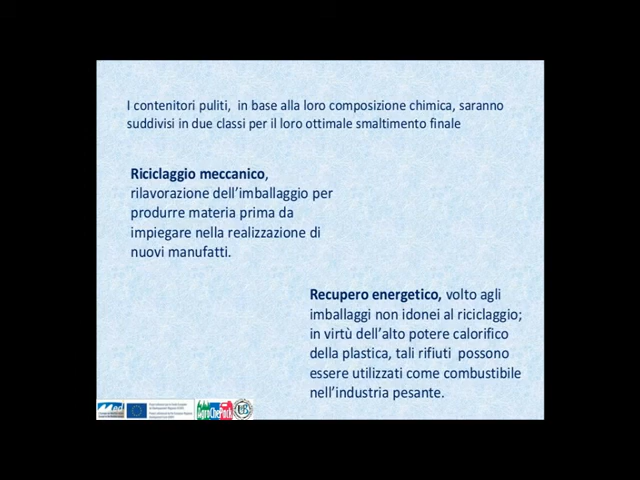 I contenitori puliti, in base alla loro composizione chimica, saranno
suddivisi in due classi per il loro ottimale smaltimento finale
Riciclaggio meccanico,
rilavorazione dell'imballaggio per
produrre materia prima da
impiegare nella realizzazione di
nuovi manufatti.
Recupero energetico, volto agli
imballaggi non idonei al riciclaggio;
in virtù dell'alto potere calorifico
della plastica, tali rifiuti possono
essere utilizzati come combustibile
nell'industria pesante.
AgroChePack